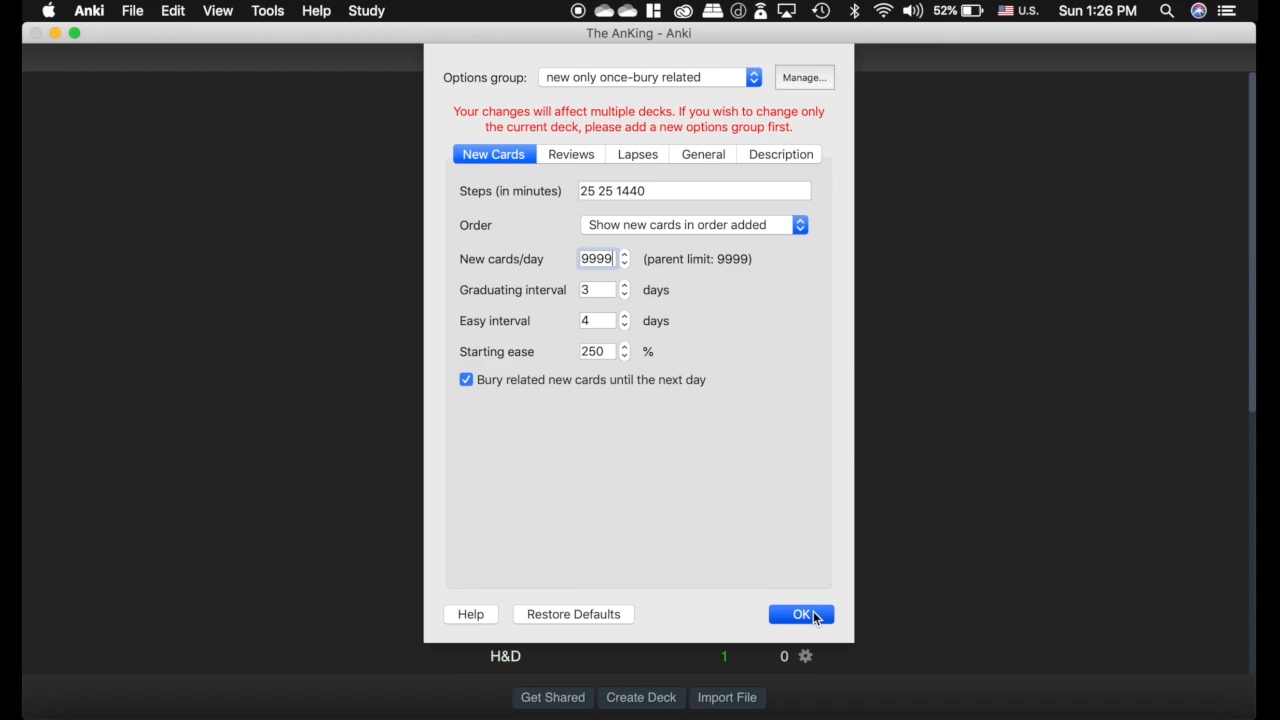 Anki File Edit View Tools Help Study 52% U.S. Sun 1:26 PM
The AnKing - Anki
Options group: new only once-bury related Manage...
Your changes will affect multiple decks. If you wish to change only
the current deck, please add a new options group first.
New Cards Reviews Lapses General Description
Steps (in minutes) 25 25 1440
Order Show new cards in order added
New cards/day 9999 (parent limit: 9999)
Graduating interval 3 days
Easy interval 4 days
Starting ease 250 %
Bury related new cards until the next day
Help Restore Defaults OK
H&D 1 0
Get Shared Create Deck Import File